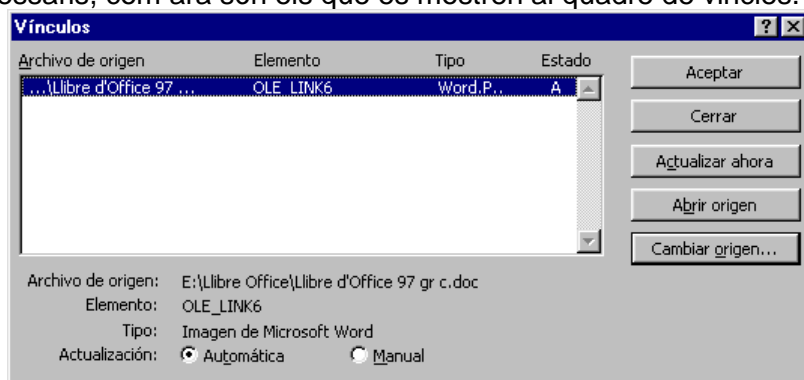 ossaris, com ara són els que es mostren al quadre de vincles.
Vínculos
Archivo de origen Elemento Tipo Estado
...\Llibre d'Office 97 ... OLE_LINK6 Word.P.. A
Aceptar
Cerrar
Actualizar ahora
Abrir origen
Cambiar origen...
Archivo de origen: E:\Llibre Office\Llibre d'Office 97 gr c.doc
Elemento: OLE_LINK6
Tipo: Imagen de Microsoft Word
Actualización: Automática Manual